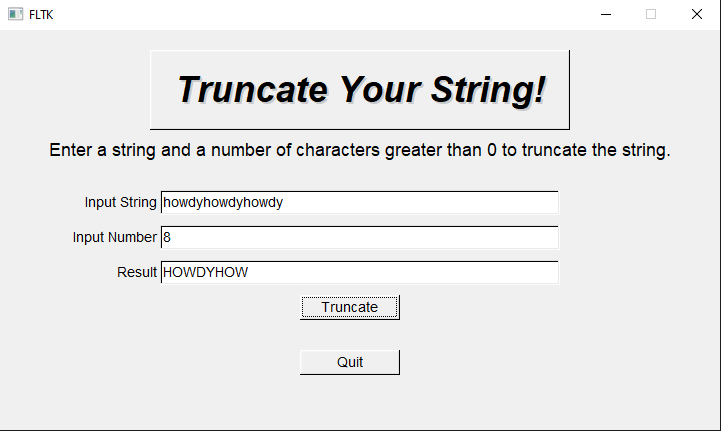 FLTK
Truncate Your String!
Enter a string and a number of characters greater than 0 to truncate the string.
Input String howdyhowdyhowdy
Input Number 8
Result HOWDYHOW
Truncate
Quit